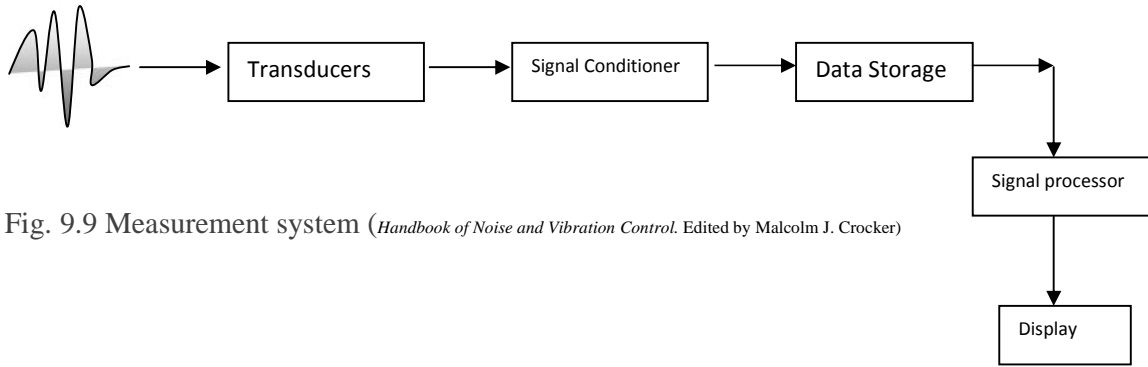 Transducers
Signal Conditioner
Data Storage
Signal processor
Fig. 9.9 Measurement system (Handbook of Noise and Vibration Control. Edited by Malcolm J. Crocker)
Display